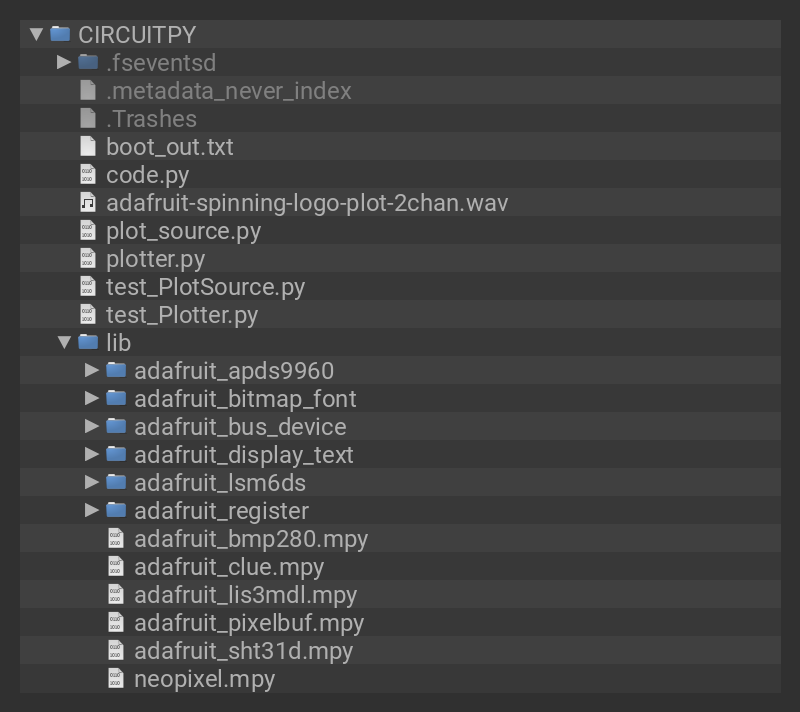 CIRCUITPY
.fseventsd
.metadata_never_index
.Trashes
boot_out.txt
code.py
adafruit-spinning-logo-plot-2chan.wav
plot_source.py
plotter.py
test_PlotSource.py
test_Plotter.py
lib
adafruit_apds9960
adafruit_bitmap_font
adafruit_bus_device
adafruit_display_text
adafruit_lsm6ds
adafruit_register
adafruit_bmp280.mpy
adafruit_clue.mpy
adafruit_lis3mdl.mpy
adafruit_pixelbuf.mpy
adafruit_sht31d.mpy
neopixel.mpy